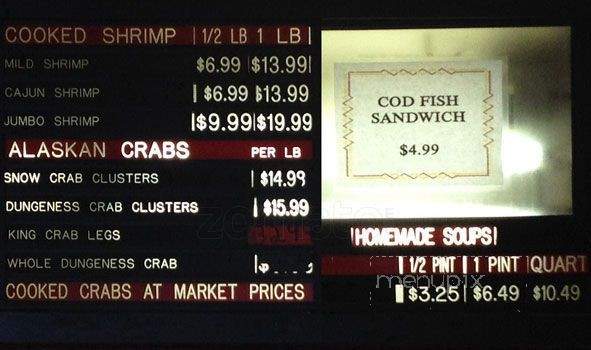 COOKED SHRIMP 1/2 LB 1 LB
MILD SHRIMP $6.99 $13.99
CAJUN SHRIMP $6.99 $13.99
JUMBO SHRIMP $9.99 $19.99
ALASKAN CRABS PER LB
SNOW CRAB CLUSTERS $14.99
DUNGENESS CRAB CLUSTERS $15.99
KING CRAB LEGS
WHOLE DUNGENESS CRAB
COOKED CRABS AT MARKET PRICES
COD FISH
SANDWICH
$4.99
HOMEMADE SOUPS
1/2 PINT 1 PINT QUART
$3.25 $6.49 $10.49
menupix